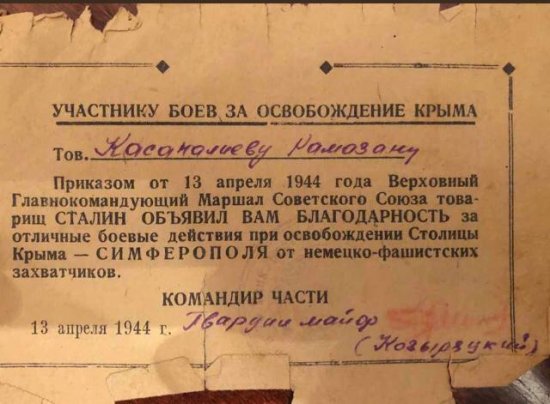 УЧАСТНИКУ БОЕВ ЗА ОСВОБОЖДЕНИЕ КРЫМА
Тов. Касаналиеву Рамазану
Приказом от 13 апреля 1944 года Верховный
Главнокомандующий Маршал Советского Союза това-
рищ СТАЛИН ОБЪЯВИЛ ВАМ БЛАГОДАРНОСТЬ за
отличные боевые действия при освобождении Столицы
Крыма — СИМФЕРОПОЛЯ от немецко-фашистских
захватчиков.
КОМАНДИР ЧАСТИ
13 апреля 1944 г. Гвардии майор
(Козырацкий)